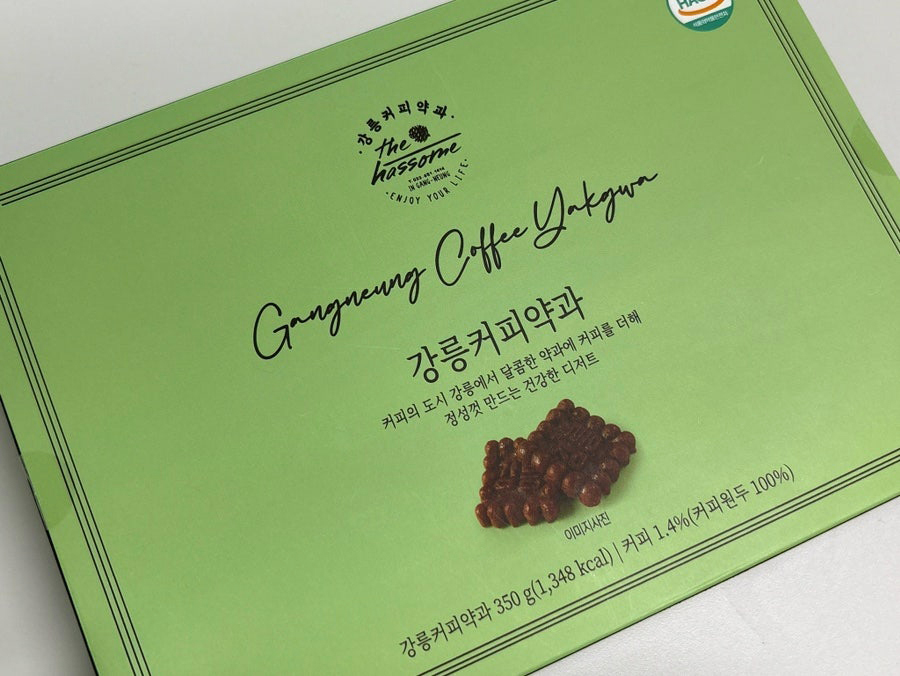 강릉커피약과
the
hassome
IN GANG-NEUNG
ENJOY YOUR LIFE
Gangneung Coffee Yakgwa
강릉커피약과
커피의 도시 강릉에서 달콤한 약과에 커피를 더해
정성껏 만드는 건강한 디저트
이미지사진
강릉커피약과 350 g(1,348 kcal) | 커피 1.4%(커피원두 100%)